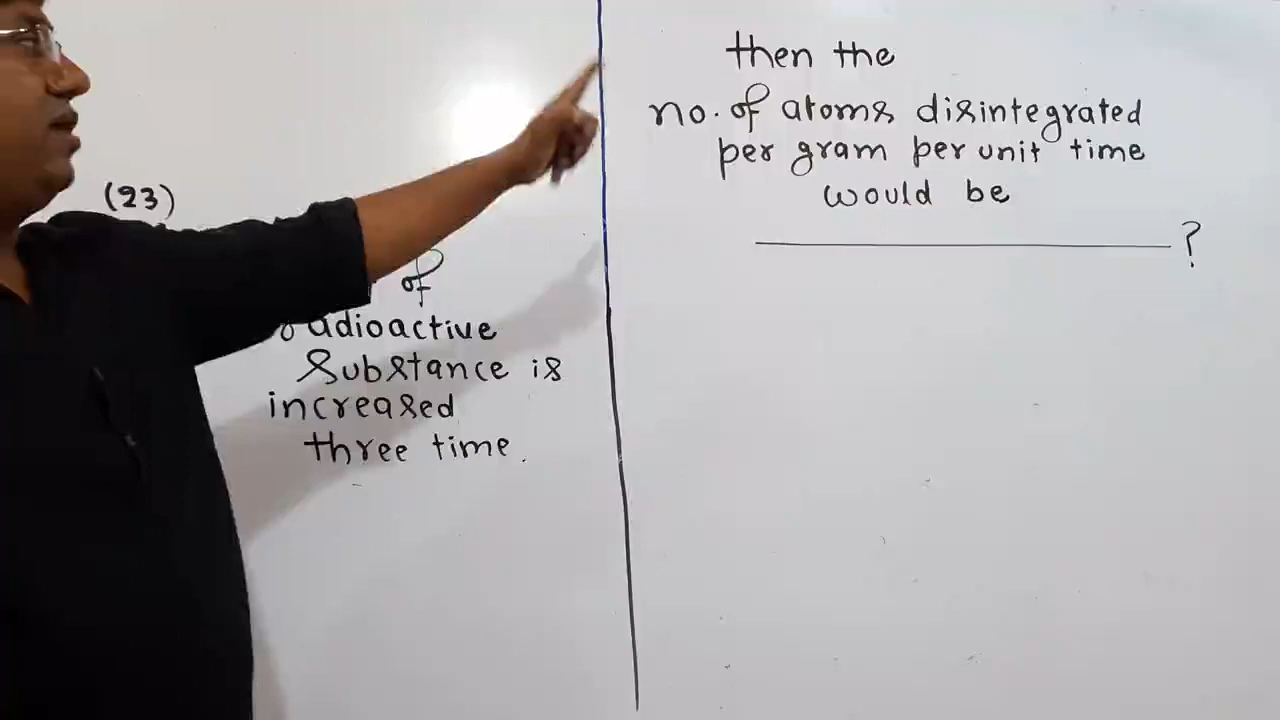 (23)
of
radioactive
substance is
increased
three time.
then the
no. of atoms disintegrated
per gram per unit time
would be
?